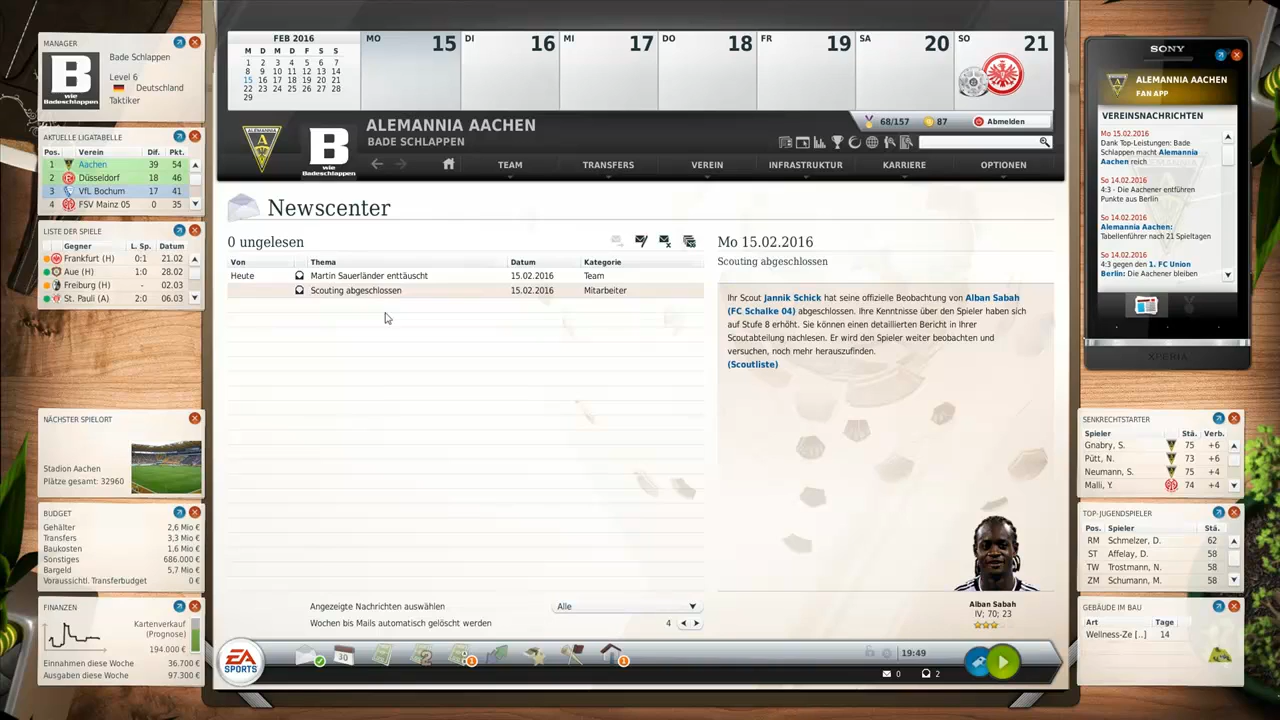 MANAGER
Bade Schlappen
Level 6
Deutschland
Taktiker
B
AKTUELLE LIGATABELLE
Pos. Verein Dif. Pkt.
1 Aachen 39 54
2 Düsseldorf 18 46
3 VfL Bochum 17 41
4 FSV Mainz 05 0 35
LISTE DER SPIELE
Gegner L. Sp. Datum
Frankfurt (H) 0:1 21.02
Aue (H) 1:0 28.02
Freiburg (H) - 02.03
St. Pauli (A) 2:0 06.03
NÄCHSTER SPIELORT
Stadion Aachen
Plätze gesamt: 32960
BUDGET
Gehälter 2,6 Mio €
Transfers 3,3 Mio €
Baukosten 1,6 Mio €
Sonstiges 686.000 €
Bargeld 5,7 Mio €
Voraussichtl. Transferbudget 0 €
FINANZEN
Kartenverkauf
(Prognose)
194.000 €
Einnahmen diese Woche 36.700 €
Ausgaben diese Woche 97.300 €
FEB 2016
M D M D F S S
1 2 3 4 5 6 7
8 9 10 11 12 13 14
15 16 17 18 19 20 21
22 23 24 25 26 27 28
29
MO 15 DI 16 MI 17 DO 18 FR 19 SA 20 SO 21
ALEMANNIA AACHEN
BADE SCHLAPPEN
B
wie
Badeschlappen
68/157 87 Abmelden
TEAM TRANSFERS VEREIN INFRASTRUKTUR KARRIERE OPTIONEN
Newscenter
0 ungelesen
Von Thema Datum Kategorie
Heute Martin Sauerländer enttäuscht 15.02.2016 Team
Scouting abgeschlossen 15.02.2016 Mitarbeiter
Angezeigte Nachrichten auswählen Alle
Wochen bis Mails automatisch gelöscht werden 4
Mo 15.02.2016
Scouting abgeschlossen
Ihr Scout Jannik Schick hat seine offizielle Beobachtung von Alban Sabah
(FC Schalke 04) abgeschlossen. Ihre Kenntnisse über den Spieler haben sich
auf Stufe 8 erhöht. Sie können einen detaillierten Bericht in Ihrer
Scoutabteilung nachlesen. Er wird den Spieler weiter beobachten und
versuchen, noch mehr herauszufinden.
(Scoutliste)
Alban Sabah
IV; 70; 23
EA
SPORTS
30
2
1
1
19:49
0 2
SONY
ALEMANNIA AACHEN
FAN APP
VEREINSNACHRICHTEN
Mo 15.02.2016
Dank Top-Leistungen: Bade
Schlappen macht Alemannia
Aachen reich
So 14.02.2016
4:3 - Die Aachener entführen
Punkte aus Berlin
So 14.02.2016
Alemannia Aachen:
Tabellenführer nach 21 Spieltagen
So 14.02.2016
4:3 gegen den 1. FC Union
Berlin: Die Aachener bleiben
XPERIA
SENKRECHTSTARTER
Spieler Stä. Verb.
Gnabry, S. 75 +6
Pütt, N. 73 +6
Neumann, S. 75 +4
Malli, Y. 74 +4
TOP-JUGENDSPIELER
Pos. Spieler Stä.
RM Schmelzer, D. 62
ST Affelay, D. 58
TW Trostmann, N. 58
ZM Schumann, M. 58
GEBÄUDE IM BAU
Art Tage
Wellness-Ze [..] 14